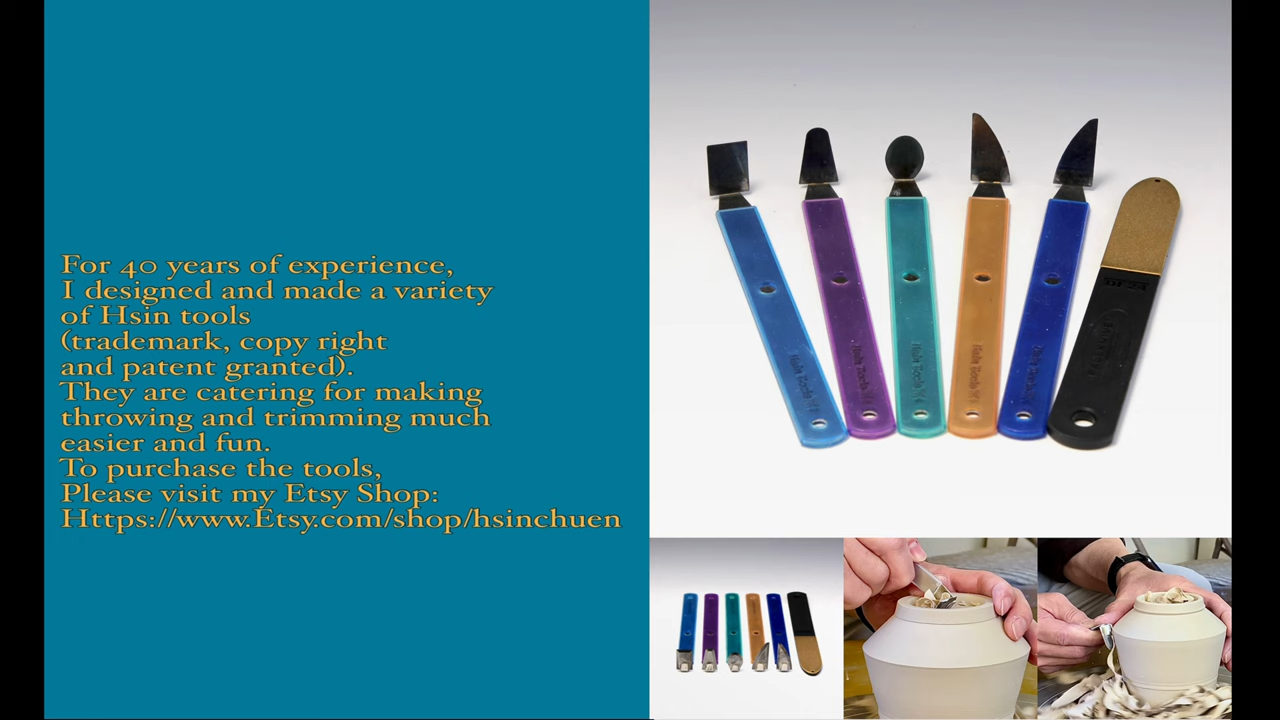 For 40 years of experience,
I designed and made a variety
of Hsin tools
(trademark, copy right
and patent granted).
They are catering for making
throwing and trimming much
easier and fun.
To purchase the tools,
Please visit my Etsy Shop:
Https://www.Etsy.com/shop/hsinchuen